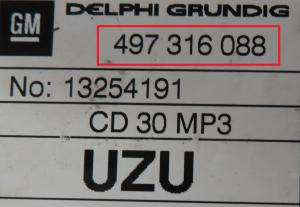 GM DELPHI GRUNDIG
497 316 088
No: 13254191
CD 30 MP3
UZU